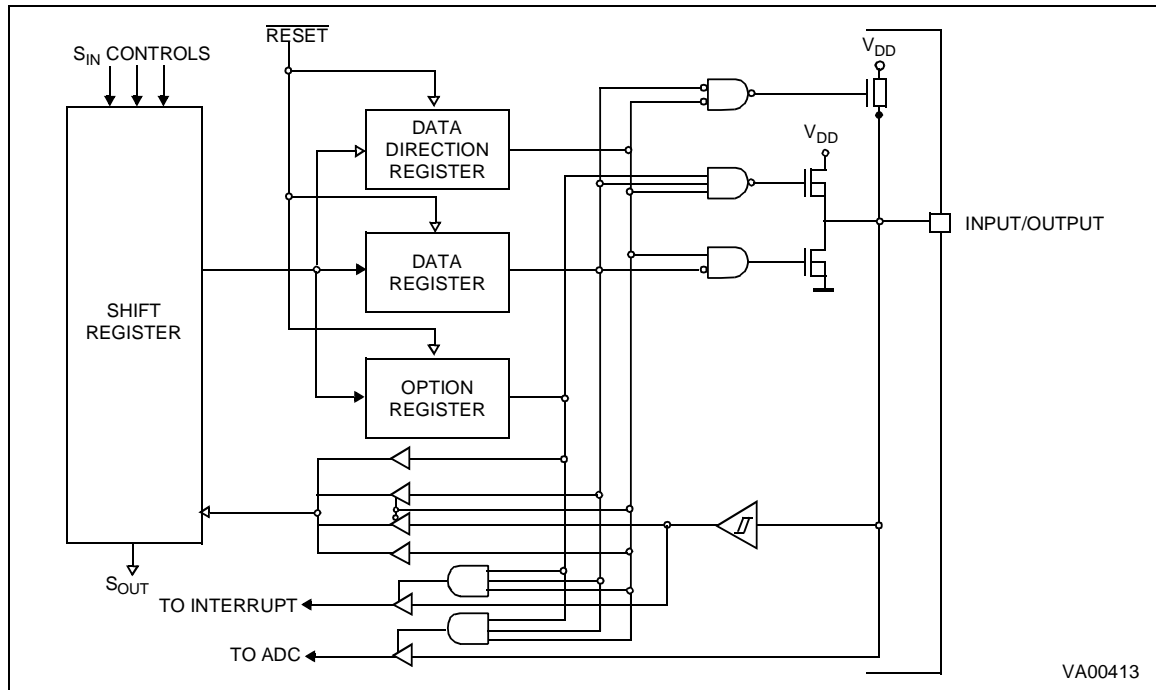 RESET
S_IN CONTROLS
V_DD
DATA
DIRECTION
REGISTER
V_DD
INPUT/OUTPUT
DATA
REGISTER
SHIFT
REGISTER
OPTION
REGISTER
S_OUT
TO INTERRUPT
TO ADC
VA00413